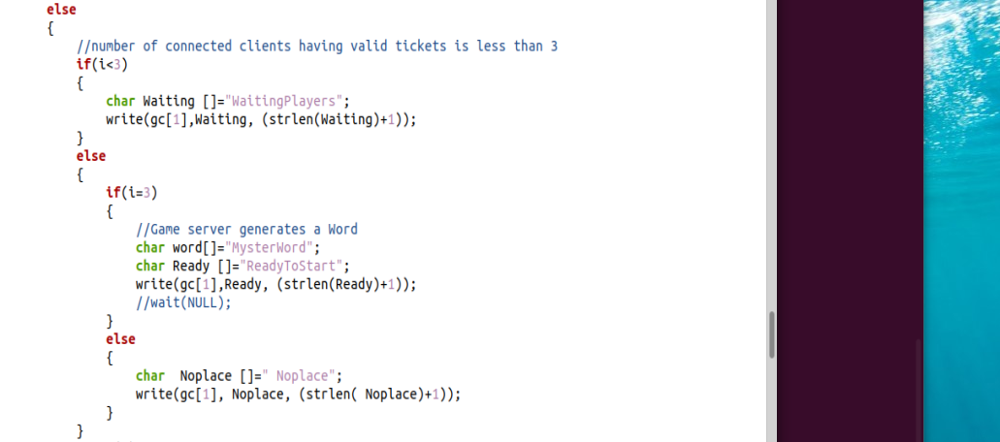 else
{
//number of connected clients having valid tickets is less than 3
if(i<3)
{
char Waiting []="WaitingPlayers";
write(gc[1],Waiting, (strlen(Waiting)+1));
}
else
{
if(i=3)
{
//Game server generates a Word
char word[]="MysterWord";
char Ready []="ReadyToStart";
write(gc[1],Ready, (strlen(Ready)+1));
//wait(NULL);
}
else
{
char  Noplace []=" Noplace";
write(gc[1], Noplace, (strlen( Noplace)+1));
}
}